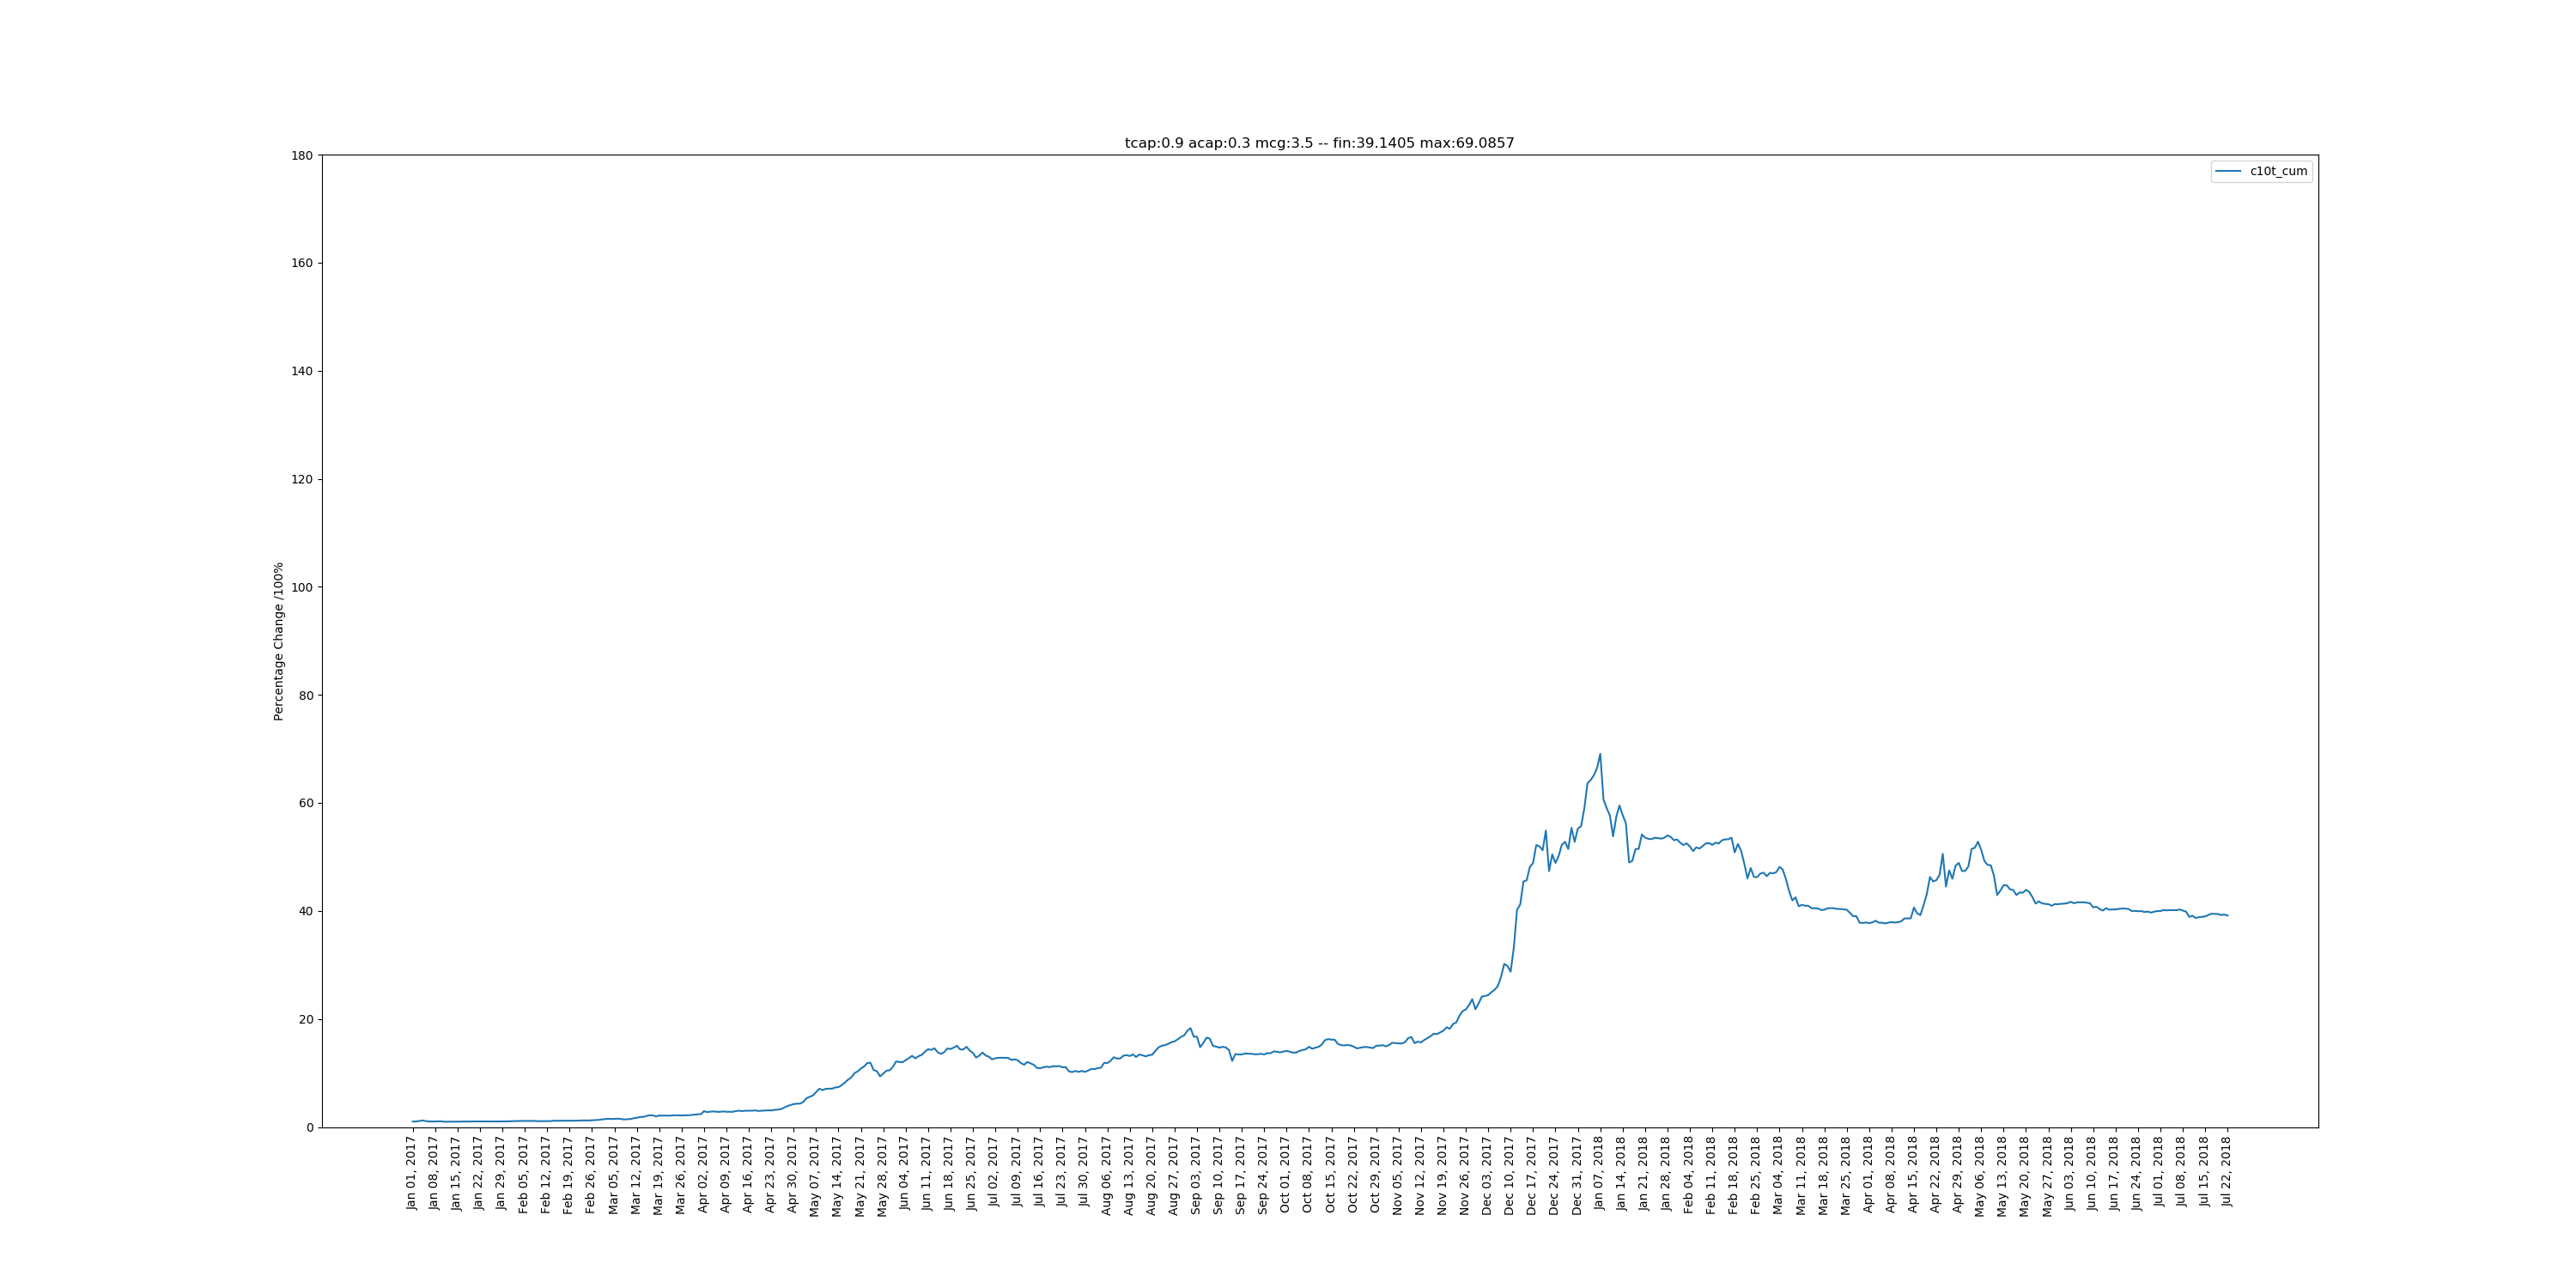 tcap:0.9 acap:0.3 mcg:3.5 -- fin:39.1405 max:69.0857
c10t_cum
Percentage Change /100%
180
160
140
120
100
80
60
40
20
0
Jan 01, 2017
Jan 08, 2017
Jan 15, 2017
Jan 22, 2017
Jan 29, 2017
Feb 05, 2017
Feb 12, 2017
Feb 19, 2017
Feb 26, 2017
Mar 05, 2017
Mar 12, 2017
Mar 19, 2017
Mar 26, 2017
Apr 02, 2017
Apr 09, 2017
Apr 16, 2017
Apr 23, 2017
Apr 30, 2017
May 07, 2017
May 14, 2017
May 21, 2017
May 28, 2017
Jun 04, 2017
Jun 11, 2017
Jun 18, 2017
Jun 25, 2017
Jul 02, 2017
Jul 09, 2017
Jul 16, 2017
Jul 23, 2017
Jul 30, 2017
Aug 06, 2017
Aug 13, 2017
Aug 20, 2017
Aug 27, 2017
Sep 03, 2017
Sep 10, 2017
Sep 17, 2017
Sep 24, 2017
Oct 01, 2017
Oct 08, 2017
Oct 15, 2017
Oct 22, 2017
Oct 29, 2017
Nov 05, 2017
Nov 12, 2017
Nov 19, 2017
Nov 26, 2017
Dec 03, 2017
Dec 10, 2017
Dec 17, 2017
Dec 24, 2017
Dec 31, 2017
Jan 07, 2018
Jan 14, 2018
Jan 21, 2018
Jan 28, 2018
Feb 04, 2018
Feb 11, 2018
Feb 18, 2018
Feb 25, 2018
Mar 04, 2018
Mar 11, 2018
Mar 18, 2018
Mar 25, 2018
Apr 01, 2018
Apr 08, 2018
Apr 15, 2018
Apr 22, 2018
Apr 29, 2018
May 06, 2018
May 13, 2018
May 20, 2018
May 27, 2018
Jun 03, 2018
Jun 10, 2018
Jun 17, 2018
Jun 24, 2018
Jul 01, 2018
Jul 08, 2018
Jul 15, 2018
Jul 22, 2018